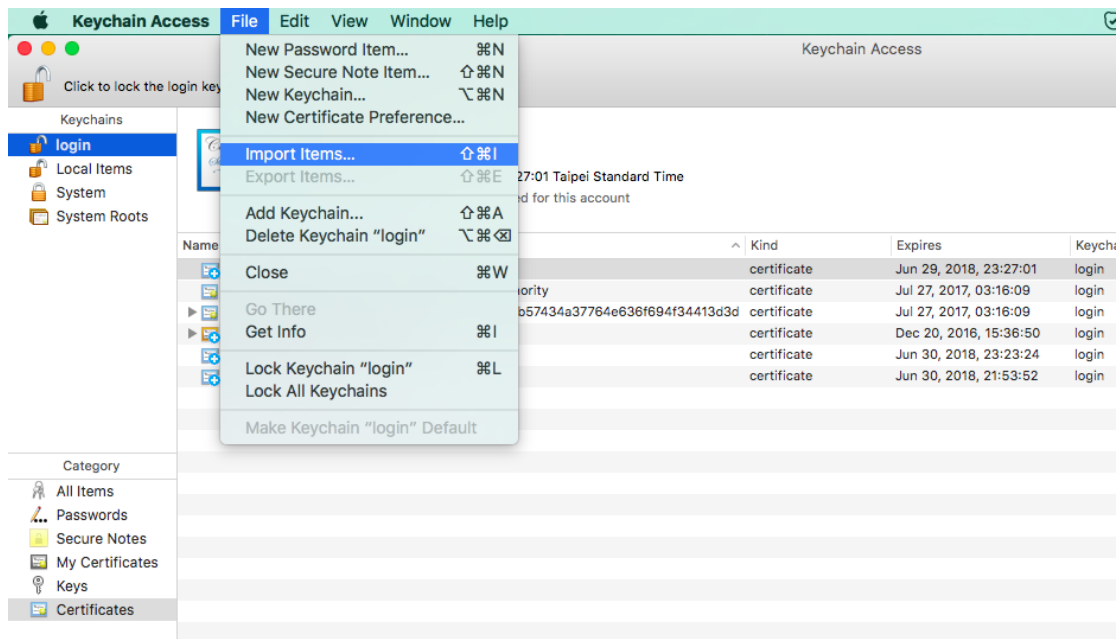 Keychain Access File Edit View Window Help
Keychain Access
Click to lock the login key
New Password Item... ⌘N
New Secure Note Item... ⇧⌘N
New Keychain... ⌥⌘N
New Certificate Preference...
Import Items... ⇧⌘I
Export Items... ⇧⌘E
Add Keychain... ⇧⌘A
Delete Keychain "login" ⌥⌘⌫
Close ⌘W
Go There
Get Info ⌘I
Lock Keychain "login" ⌘L
Lock All Keychains
Make Keychain "login" Default
Keychains
login
Local Items
System
System Roots
27:01 Taipei Standard Time
ed for this account
Name Kind Expires Keycha
certificate Jun 29, 2018, 23:27:01 login
ority certificate Jul 27, 2017, 03:16:09 login
b57434a37764e636f694f34413d3d certificate Jul 27, 2017, 03:16:09 login
certificate Dec 20, 2016, 15:36:50 login
certificate Jun 30, 2018, 23:23:24 login
certificate Jun 30, 2018, 21:53:52 login
Category
All Items
Passwords
Secure Notes
My Certificates
Keys
Certificates